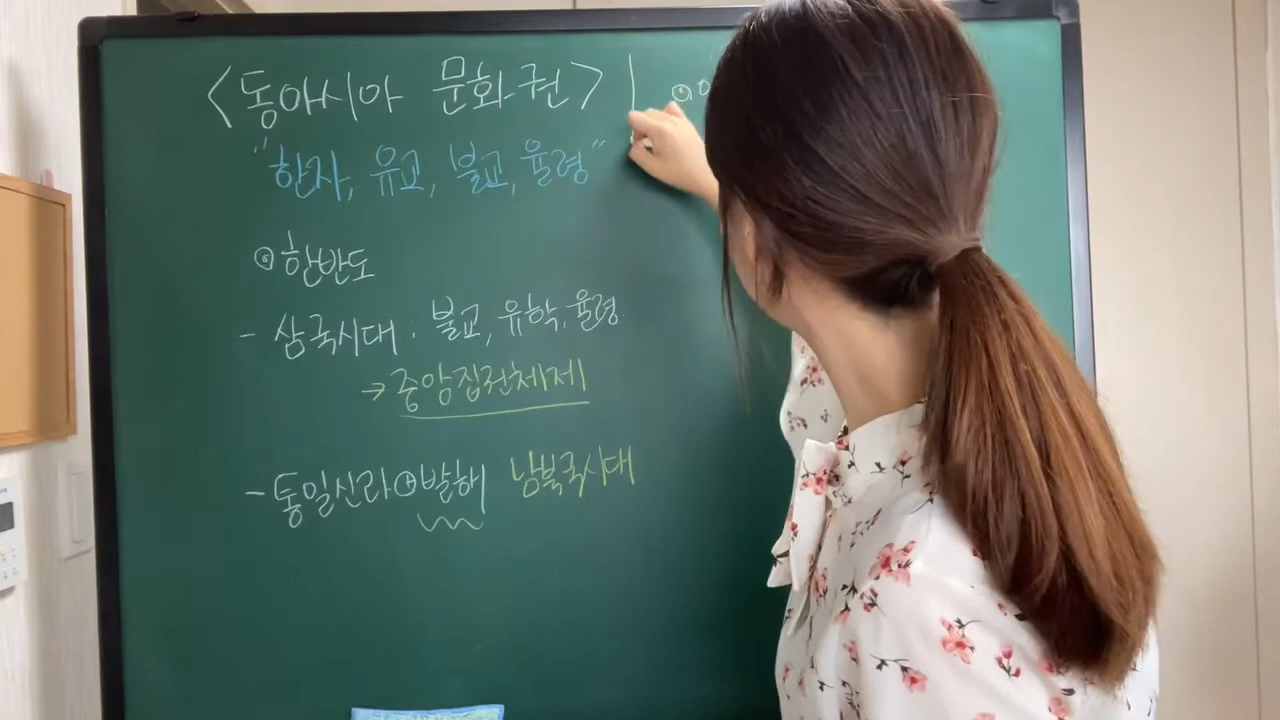 <동아시아 문화권>
"한자, 유교, 불교, 율령"
⊙한반도
- 삼국시대 : 불교, 유학, 율령
→중앙집권체제
-통일신라⊕발해 남북국시대